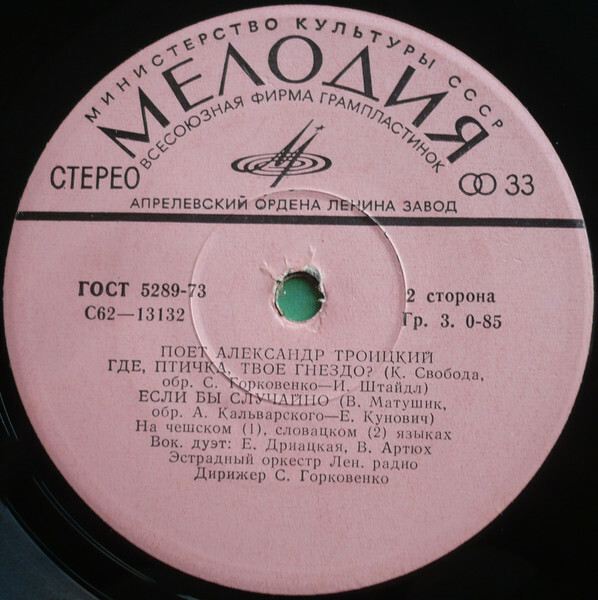 МИНИСТЕРСТВО КУЛЬТУРЫ СССР
МЕЛОДИЯ
ВСЕСОЮЗНАЯ ФИРМА ГРАМПЛАСТИНОК
СТЕРЕО
33
АПРЕЛЕВСКИЙ ОРДЕНА ЛЕНИНА ЗАВОД
ГОСТ 5289-73
2 сторона
С62—13132
Гр. 3. 0-85
ПОЕТ АЛЕКСАНДР ТРОИЦКИЙ
ГДЕ, ПТИЧКА, ТВОЕ ГНЕЗДО? (К. Свобода,
обр. С. Горковенко—И. Штайдл)
ЕСЛИ БЫ СЛУЧАЙНО (В. Матушик,
обр. А. Кальварского—Е. Кунович)
На чешском (1), словацком (2) языках
Вок. дуэт: Е. Дриацкая, В. Артюх
Эстрадный оркестр Лен. радио
Дирижер С. Горковенко